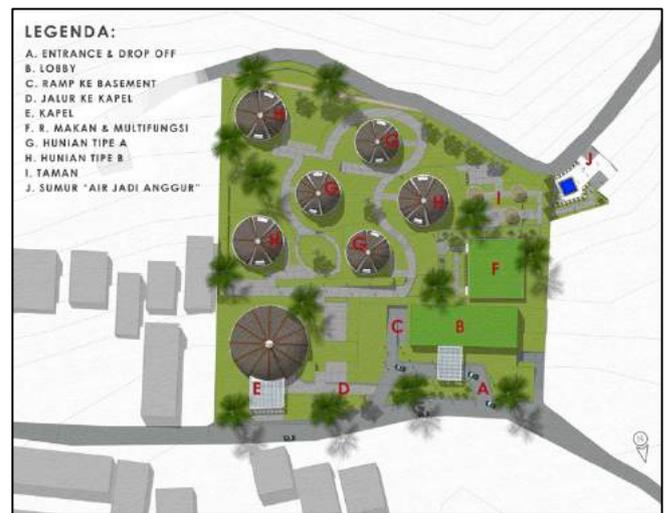 LEGENDA:
A. ENTRANCE & DROP OFF
B. LOBBY
C. RAMP KE BASEMENT
D. JALUR KE KAPEL
E. KAPEL
F. R. MAKAN & MULTIFUNGSI
G. HUNIAN TIPE A
H. HUNIAN TIPE B
I. TAMAN
J. SUMUR "AIR JADI ANGGUR"
H
G
J
G
H
I
H
G
F
C
B
E
D
A